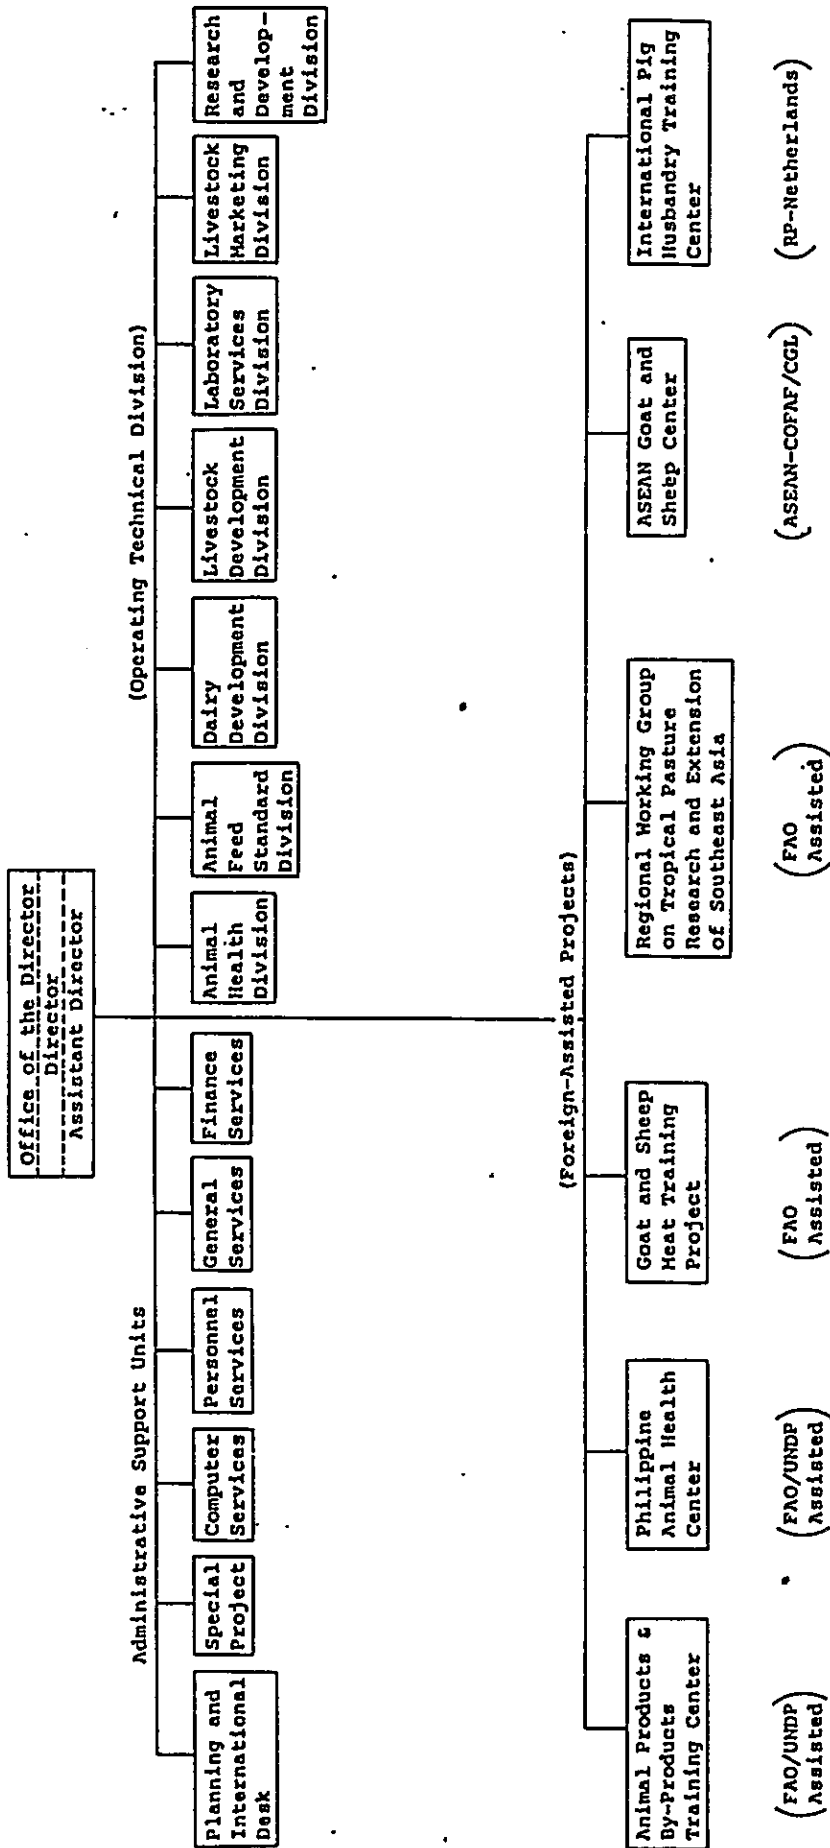 Office of the Director
Director
Assistant Director
Administrative Support Units
(Operating Technical Division)
Planning and
International
Desk
Special
Project
Computer
Services
Personnel
Services
General
Services
Finance
Services
Animal
Health
Division
Animal
Feed
Standard
Division
Dairy
Development
Division
Livestock
Development
Division
Laboratory
Services
Division
Livestock
Marketing
Division
Research
and
Develop-
ment
Division
(Foreign-Assisted Projects)
Animal Products &
By-Products
Training Center
Philippine
Animal Health
Center
Goat and Sheep
Heat Training
Project
Regional Working Group
on Tropical Pasture
Research and Extension
of Southeast Asia
ASEAN Goat and
Sheep Center
International Pig
Husbandry Training
Center
(FAO/UNDP
Assisted)
(FAO/UNDP
Assisted)
(FAO
Assisted)
(FAO
Assisted)
(ASEAN-COFAF/CGL)
(RP-Netherlands)